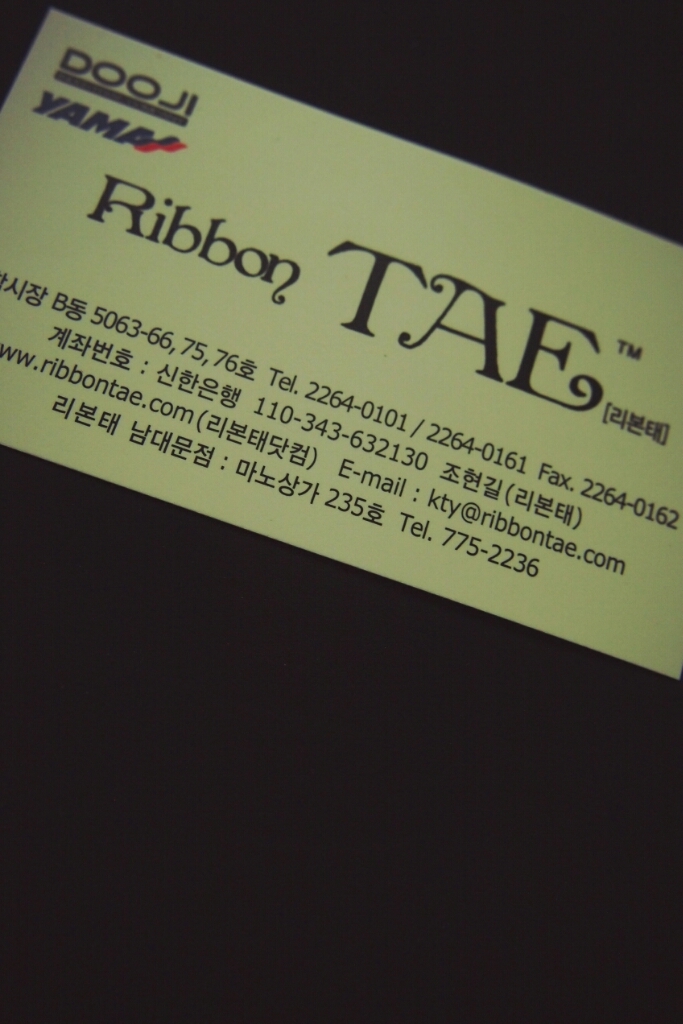 DOOJI
YAMA
Ribbon TAE™
[리본태]
시장 B동 5063-66, 75, 76호 Tel. 2264-0101 / 2264-0161 Fax. 2264-0162
계좌번호 : 신한은행 110-343-632130 조현길(리본태)
ww.ribbontae.com(리본태닷컴) E-mail : kty@ribbontae.com
리본태 남대문점 : 마노상가 235호 Tel. 775-2236